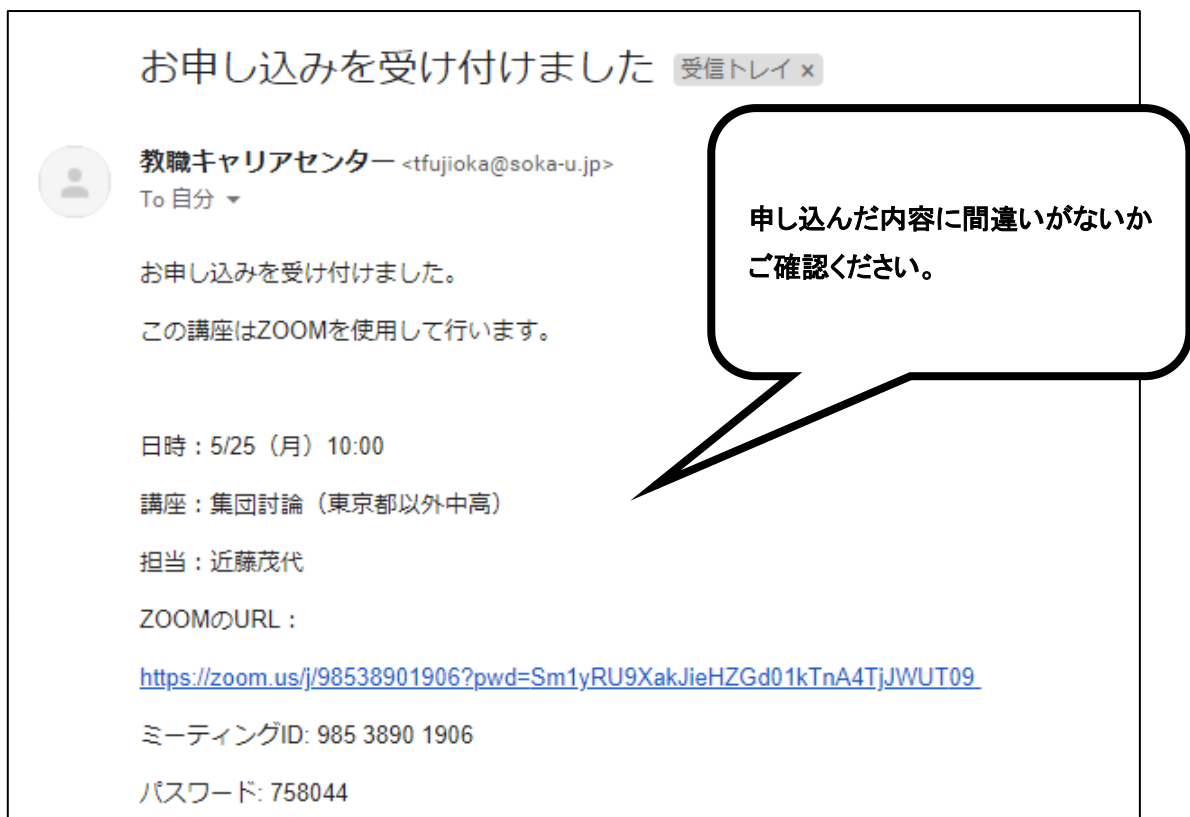 お申し込みを受け付けました 受信トレイ x
教職キャリアセンター <tfujioka@soka-u.jp>
To 自分
申し込んだ内容に間違いがないか
ご確認ください。
お申し込みを受け付けました。
この講座はZOOMを使用して行います。
日時：5/25（月）10:00
講座：集団討論（東京都以外中高）
担当：近藤茂代
ZOOMのURL：
https://zoom.us/j/98538901906?pwd=Sm1yRU9XakJieHZGd01kTnA4TjJWUT09
ミーティングID: 985 3890 1906
パスワード: 758044